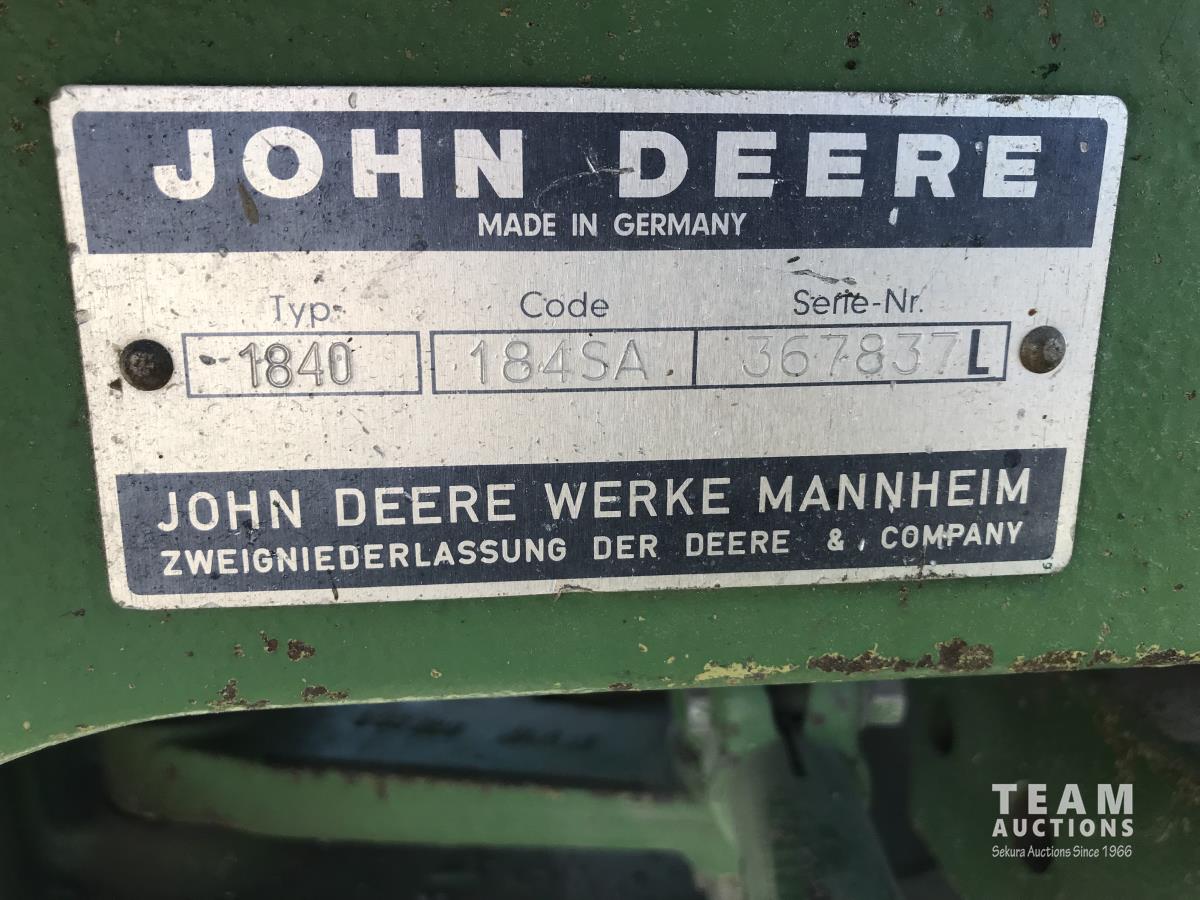 JOHN DEERE
MADE IN GERMANY
Typ. Code Serie-Nr.
1840 184SA 367837L
JOHN DEERE WERKE MANNHEIM
ZWEIGNIEDERLASSUNG DER DEERE & COMPANY
6
TEAM
AUCTIONS
Sekura Auctions Since 1966